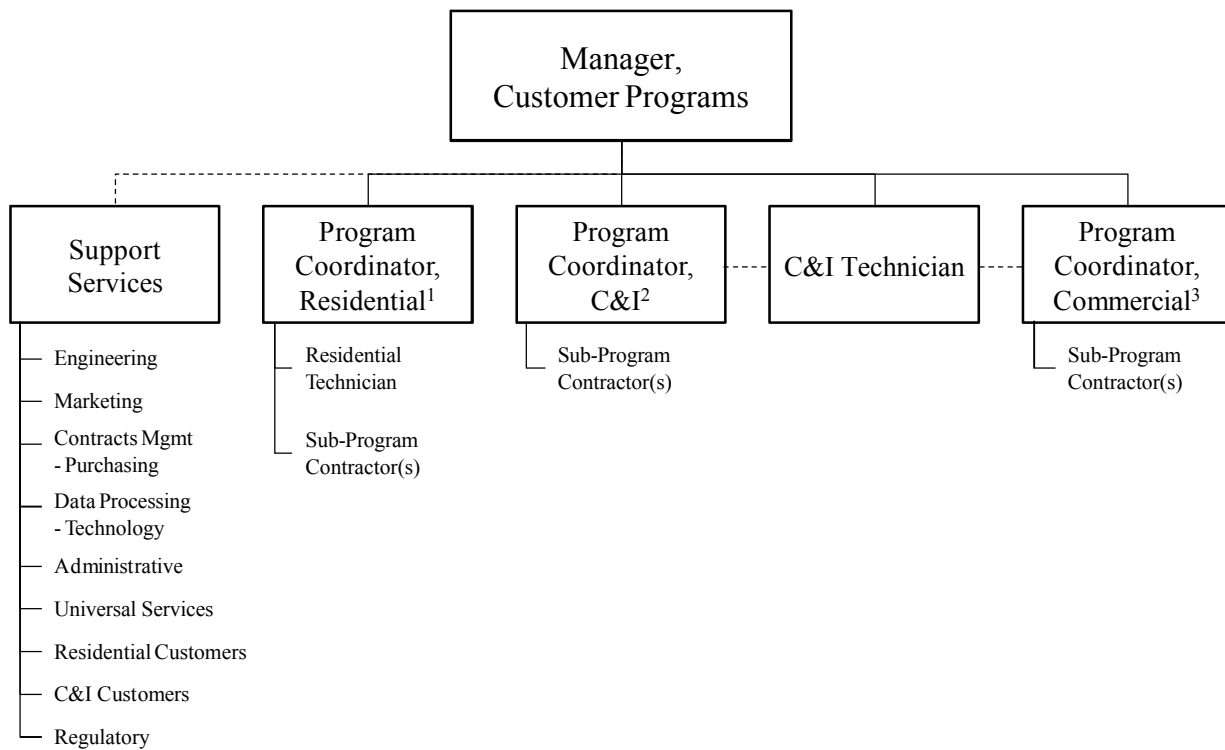 Manager,
Customer Programs
Support
Services
Program
Coordinator,
Residential¹
Program
Coordinator,
C&I²
C&I Technician
Program
Coordinator,
Commercial³
Engineering
Marketing
Contracts Mgmt
- Purchasing
Data Processing
- Technology
Administrative
Universal Services
Residential Customers
C&I Customers
Regulatory
Residential
Technician
Sub-Program
Contractor(s)
Sub-Program
Contractor(s)
Sub-Program
Contractor(s)